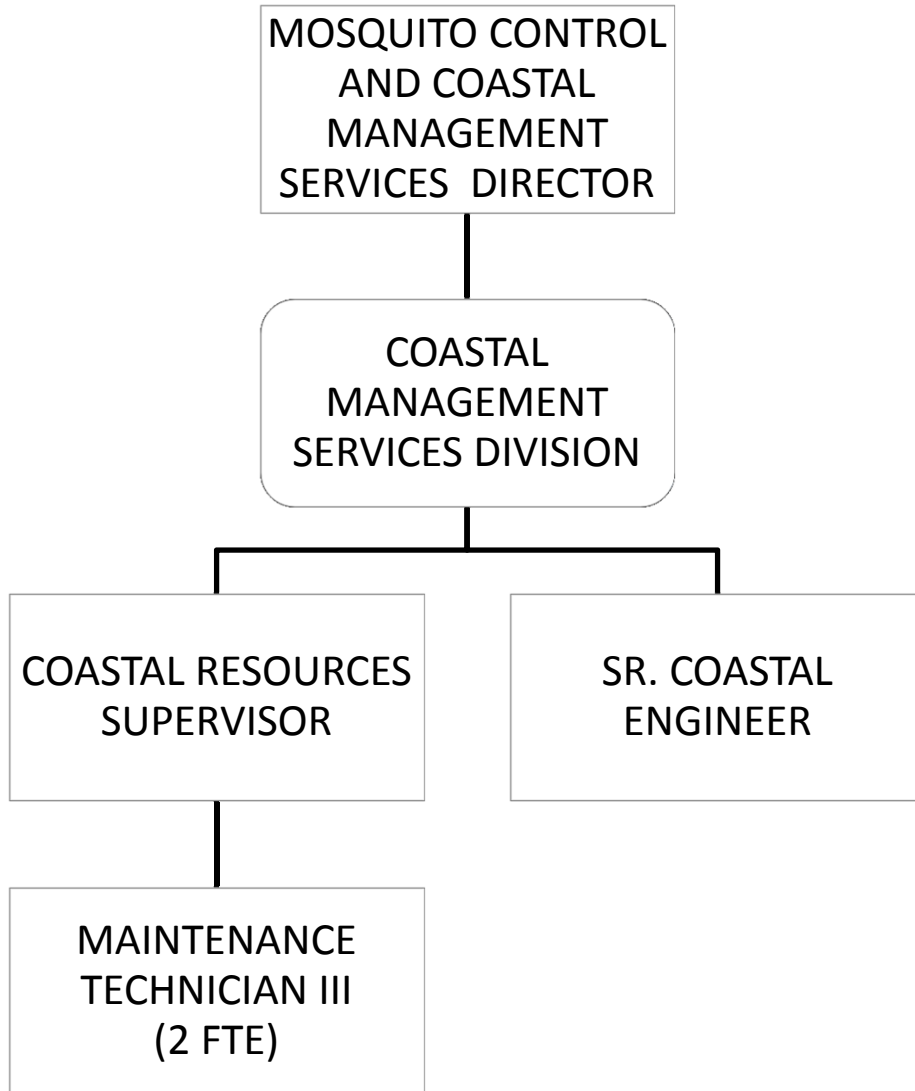 MOSQUITO CONTROL
AND COASTAL
MANAGEMENT
SERVICES  DIRECTOR
COASTAL
MANAGEMENT
SERVICES DIVISION
COASTAL RESOURCES
SUPERVISOR
SR. COASTAL
ENGINEER
MAINTENANCE
TECHNICIAN III
(2 FTE)